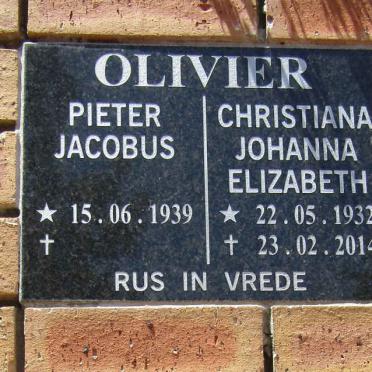 OLIVIER
PIETER
JACOBUS
★ 15.06.1939
✝
CHRISTIANA
JOHANNA
ELIZABETH
★ 22.05.1932
✝ 23.02.2014
RUS IN VREDE